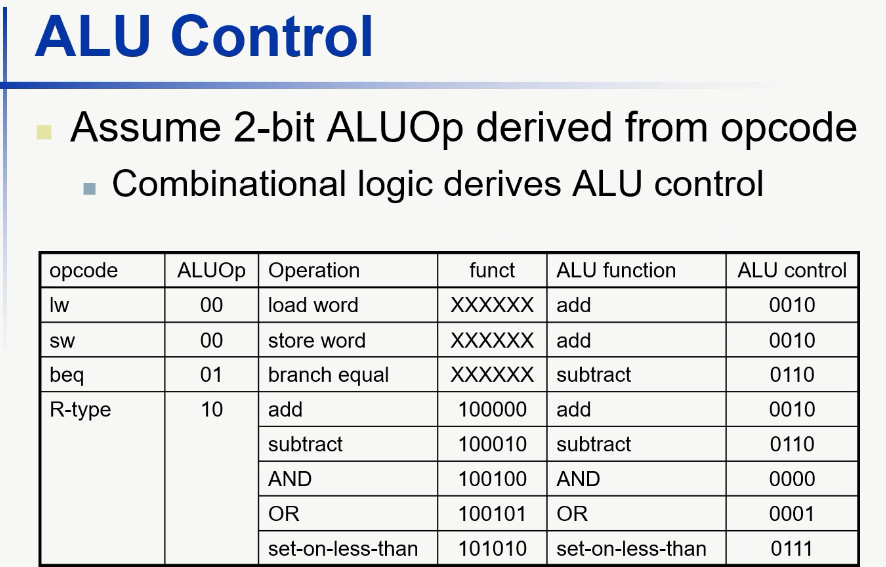 ALU Control
Assume 2-bit ALUOp derived from opcode
Combinational logic derives ALU control
opcode ALUOp Operation funct ALU function ALU control
lw 00 load word XXXXXX add 0010
sw 00 store word XXXXXX add 0010
beq 01 branch equal XXXXXX subtract 0110
R-type 10 add 100000 add 0010
subtract 100010 subtract 0110
AND 100100 AND 0000
OR 100101 OR 0001
set-on-less-than 101010 set-on-less-than 0111